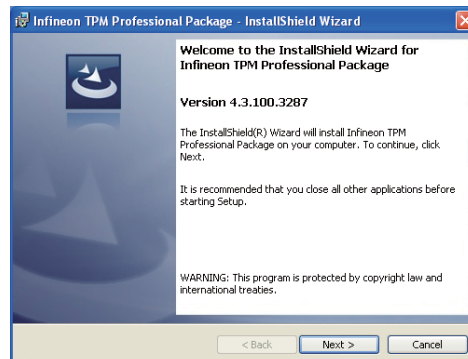 Infineon TPM Professional Package - InstallShield Wizard
Welcome to the InstallShield Wizard for
Infineon TPM Professional Package
Version 4.3.100.3287
The InstallShield(R) Wizard will install Infineon TPM
Professional Package on your computer. To continue, click
Next.
It is recommended that you close all other applications before
starting Setup.
WARNING: This program is protected by copyright law and
international treaties.
< Back Next > Cancel